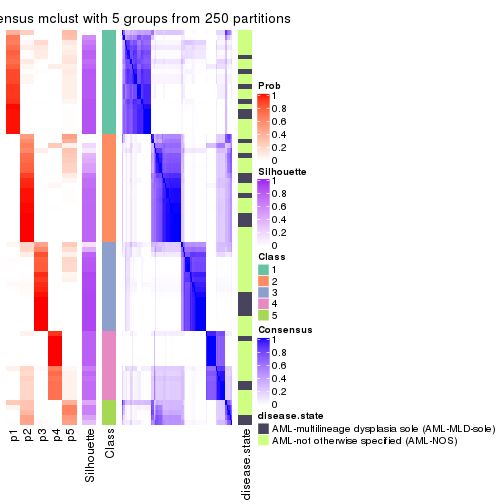 ensus mclust with 5 groups from 250 partitions
Prob
1
0.8
0.6
0.4
0.2
0
Silhouette
1
0.8
0.6
0.4
0.2
0
Class
1
2
3
4
5
Consensus
1
0.8
0.6
0.4
0.2
0
disease.state
AML-multilineage dysplasia sole (AML-MLD-sole)
AML-not otherwise specified (AML-NOS)
p1
p2
p3
p4
p5
Silhouette
Class
disease.state